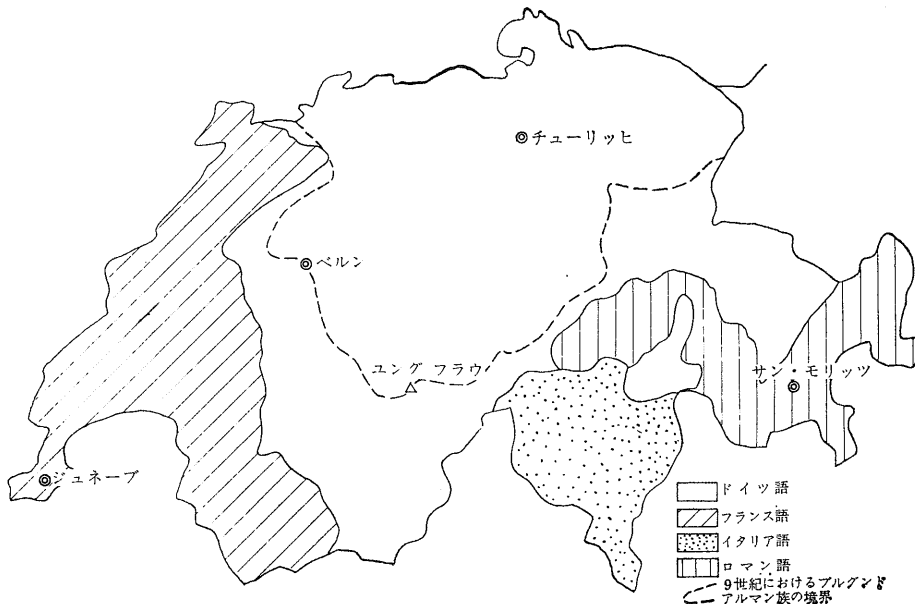 チューリッヒ
ベルン
ユングフラウ
サン・モリッツ
ジュネーブ
ドイツ語
フランス語
イタリア語
ロマン語
9世紀におけるブルグンド
アルマン族の境界